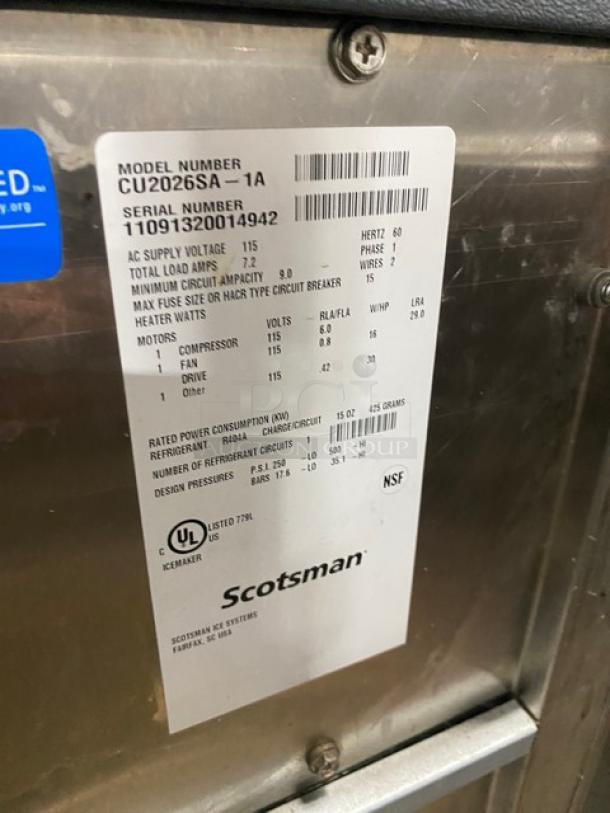 ED™
y.org
MODEL NUMBER
CU2026SA-1A
SERIAL NUMBER
11091320014942
AC SUPPLY VOLTAGE 115 HERTZ 60
TOTAL LOAD AMPS 7.2 PHASE 1
MINIMUM CIRCUIT AMPACITY 9.0 WIRES 2
MAX FUSE SIZE OR HACR TYPE CIRCUIT BREAKER 15
HEATER WATTS
MOTORS VOLTS RLA/FLA W/HP LRA
1 COMPRESSOR 115 6.0 29.0
1 FAN 115 0.8 16
DRIVE
1 Other 115 .42 30
RATED POWER CONSUMPTION (KW)
REFRIGERANT R404A CHARGE/CIRCUIT 15 OZ 425 GRAMS
NUMBER OF REFRIGERANT CIRCUITS
DESIGN PRESSURES P.S.I. 250 - LO 500 - HI
BARS 17.6 - LO 35.1 - HI
NSF
C UL US LISTED 779L
ICEMAKER
Scotsman
SCOTSMAN ICE SYSTEMS
FAIRFAX, SC USA